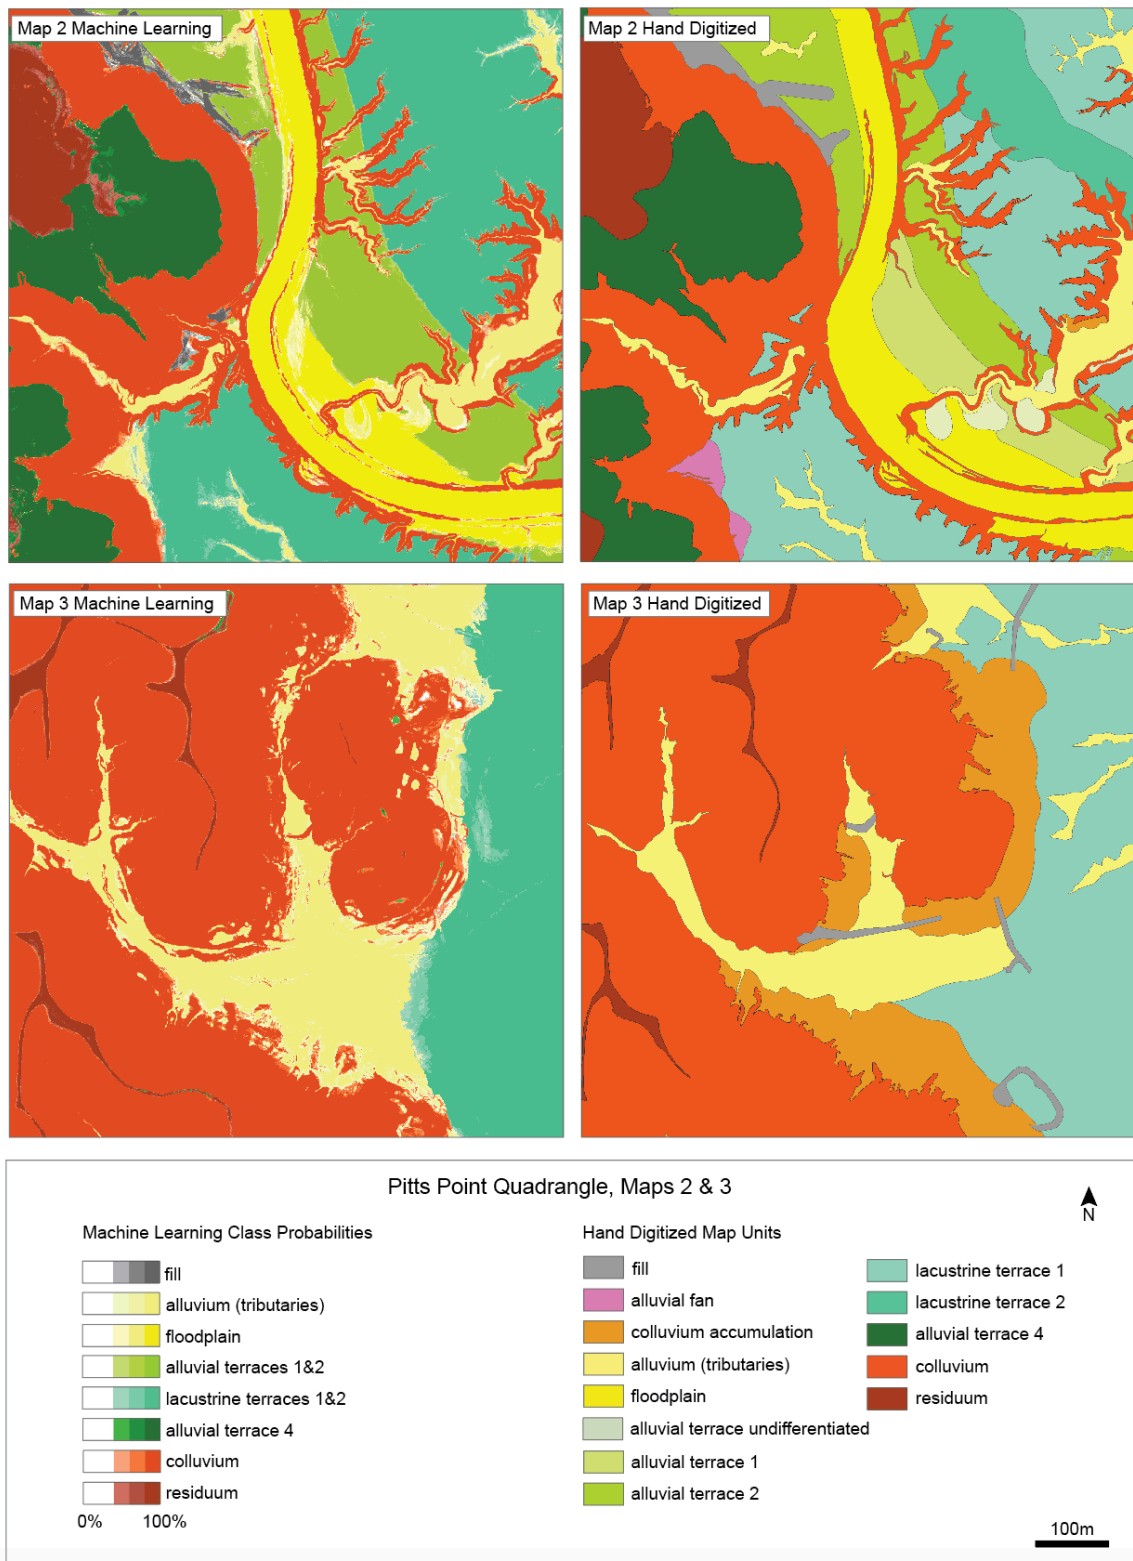 Map 2 Machine Learning
Map 2 Hand Digitized
Map 3 Machine Learning
Map 3 Hand Digitized
Pitts Point Quadrangle, Maps 2 & 3
N
Machine Learning Class Probabilities
fill
alluvium (tributaries)
floodplain
alluvial terraces 1&2
lacustrine terraces 1&2
alluvial terrace 4
colluvium
residuum
0% 100%
Hand Digitized Map Units
fill
alluvial fan
colluvium accumulation
alluvium (tributaries)
floodplain
alluvial terrace undifferentiated
alluvial terrace 1
alluvial terrace 2
lacustrine terrace 1
lacustrine terrace 2
alluvial terrace 4
colluvium
residuum
100m